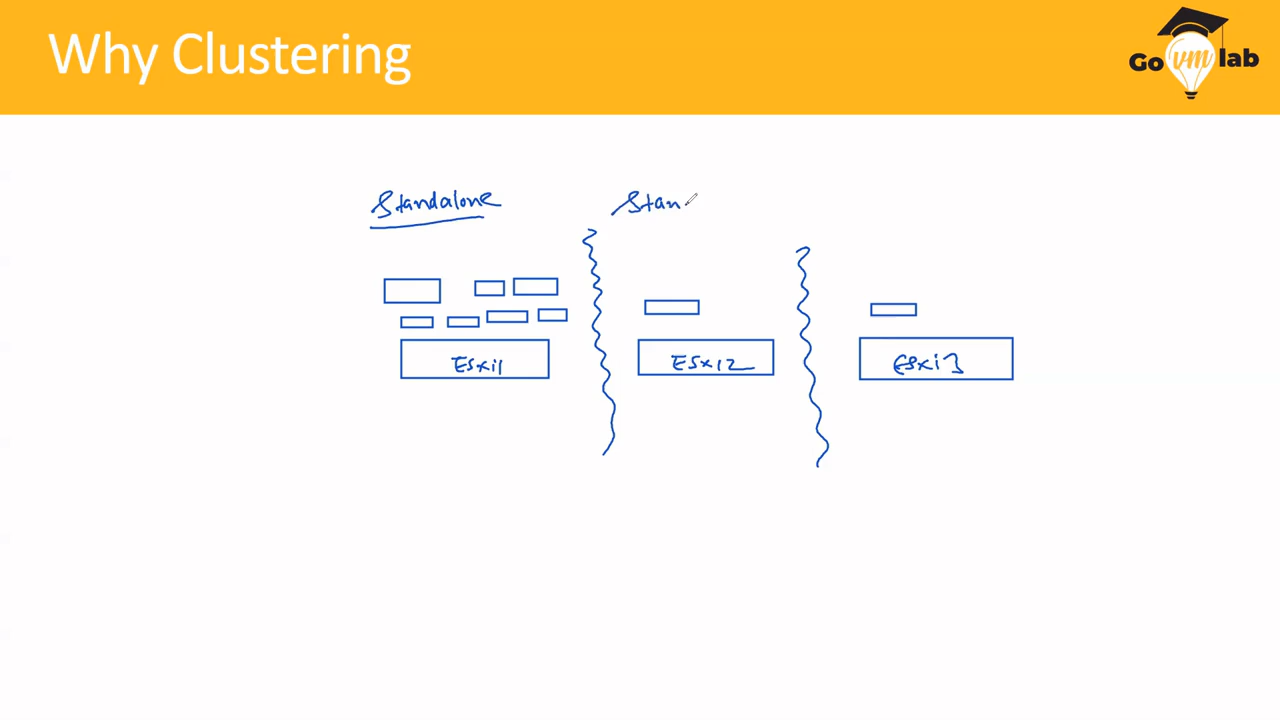 Why Clustering
Go vm lab
Standalone Stan
ESxi1 ESxi2 ESxi3